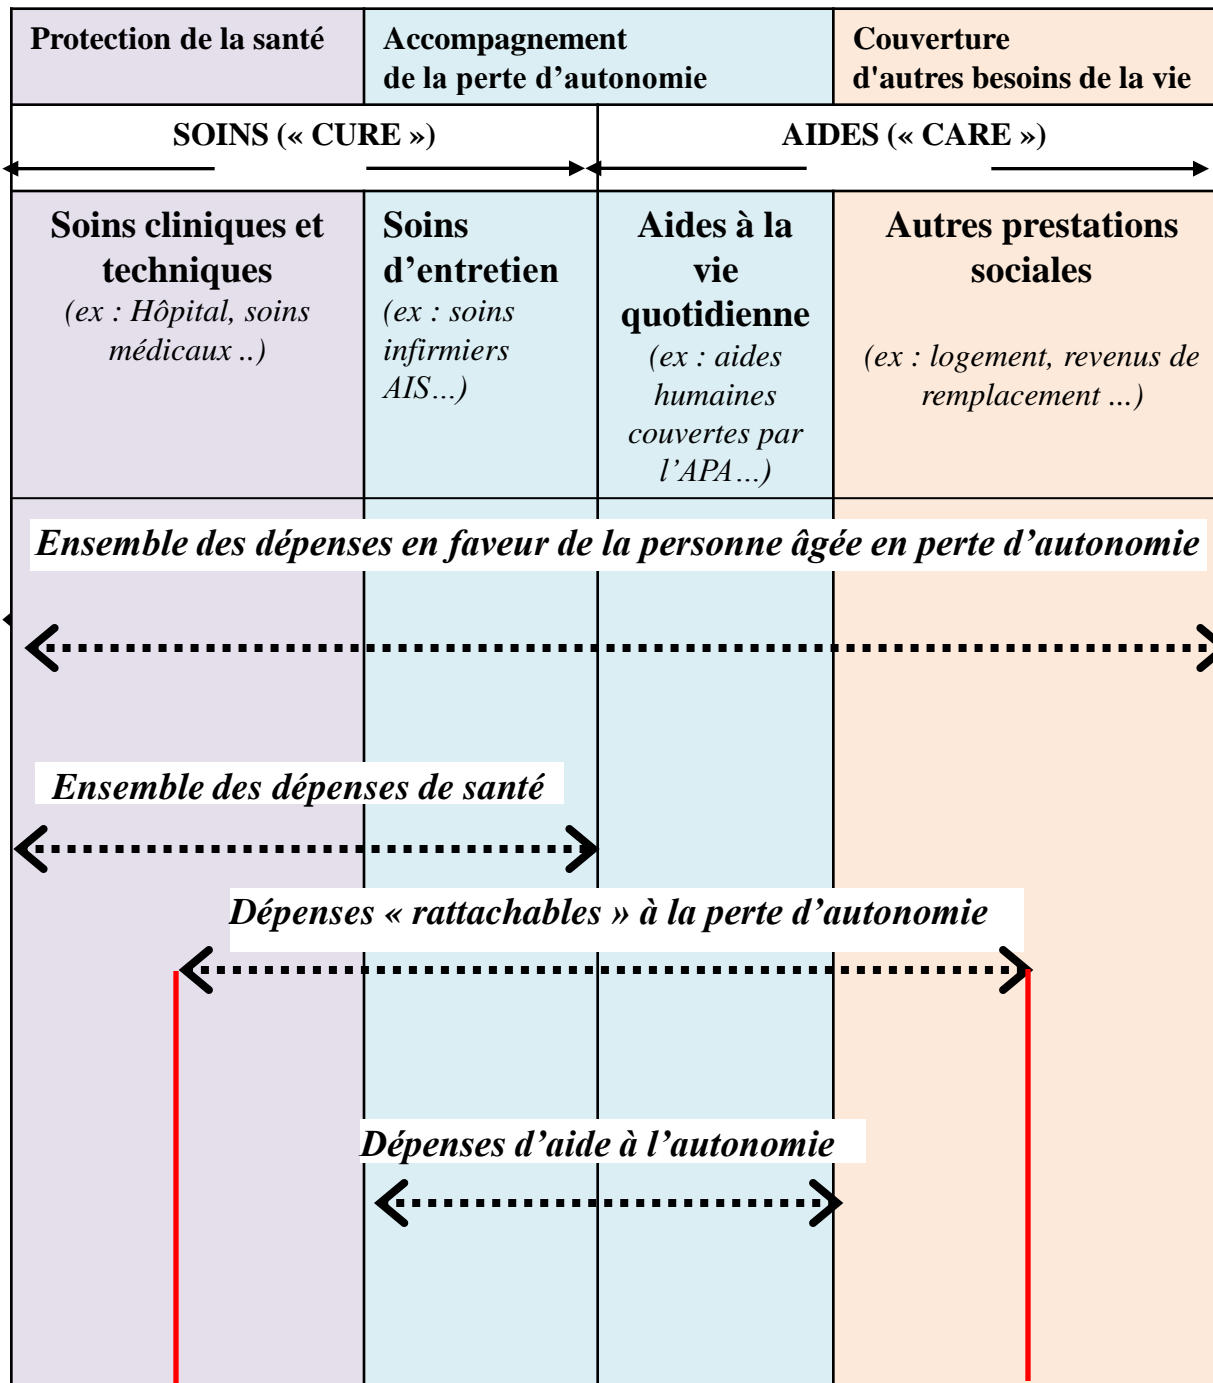 Protection de la santé
Accompagnement
de la perte d’autonomie
Couverture
d'autres besoins de la vie
SOINS (« CURE »)
AIDES (« CARE »)
Soins cliniques et
techniques
(ex : Hôpital, soins
médicaux ..)
Soins
d’entretien
(ex : soins
infirmiers
AIS…)
Aides à la
vie
quotidienne
(ex : aides
humaines
couvertes par
l’APA…)
Autres prestations
sociales
(ex : logement, revenus de
remplacement ...)
Ensemble des dépenses en faveur de la personne âgée en perte d’autonomie
Ensemble des dépenses de santé
Dépenses « rattachables » à la perte d’autonomie
Dépenses d’aide à l’autonomie